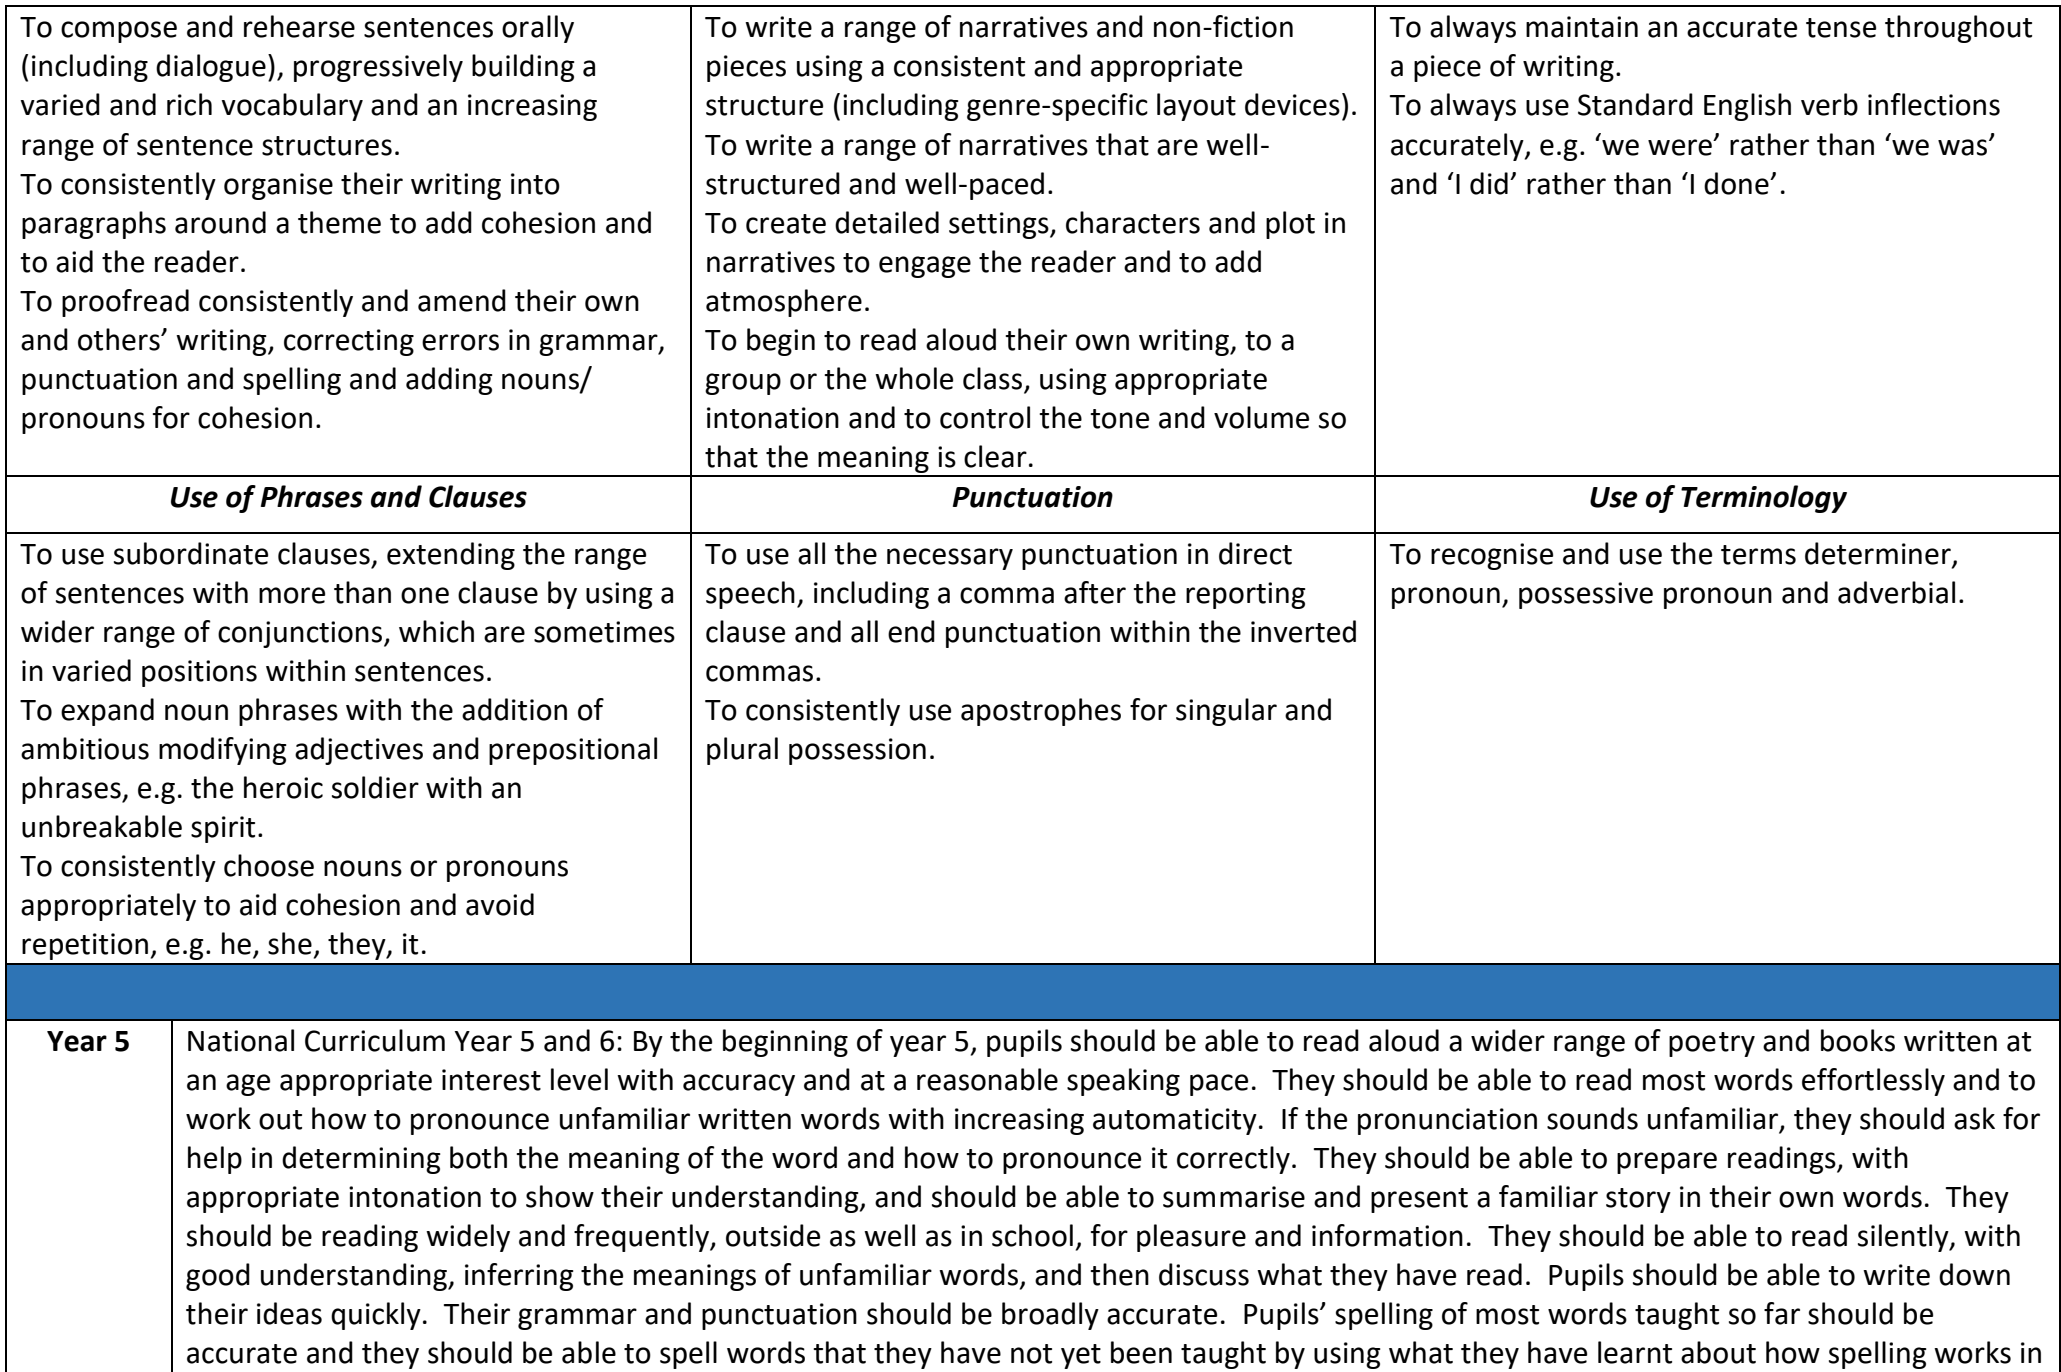 To compose and rehearse sentences orally
(including dialogue), progressively building a
varied and rich vocabulary and an increasing
range of sentence structures.
To consistently organise their writing into
paragraphs around a theme to add cohesion and
to aid the reader.
To proofread consistently and amend their own
and others’ writing, correcting errors in grammar,
punctuation and spelling and adding nouns/
pronouns for cohesion.
To write a range of narratives and non-fiction
pieces using a consistent and appropriate
structure (including genre-specific layout devices).
To write a range of narratives that are well-
structured and well-paced.
To create detailed settings, characters and plot in
narratives to engage the reader and to add
atmosphere.
To begin to read aloud their own writing, to a
group or the whole class, using appropriate
intonation and to control the tone and volume so
that the meaning is clear.
To always maintain an accurate tense throughout
a piece of writing.
To always use Standard English verb inflections
accurately, e.g. ‘we were’ rather than ‘we was’
and ‘I did’ rather than ‘I done’.
Use of Phrases and Clauses
Punctuation
Use of Terminology
To use subordinate clauses, extending the range
of sentences with more than one clause by using a
wider range of conjunctions, which are sometimes
in varied positions within sentences.
To expand noun phrases with the addition of
ambitious modifying adjectives and prepositional
phrases, e.g. the heroic soldier with an
unbreakable spirit.
To consistently choose nouns or pronouns
appropriately to aid cohesion and avoid
repetition, e.g. he, she, they, it.
To use all the necessary punctuation in direct
speech, including a comma after the reporting
clause and all end punctuation within the inverted
commas.
To consistently use apostrophes for singular and
plural possession.
To recognise and use the terms determiner,
pronoun, possessive pronoun and adverbial.
Year 5
National Curriculum Year 5 and 6: By the beginning of year 5, pupils should be able to read aloud a wider range of poetry and books written at
an age appropriate interest level with accuracy and at a reasonable speaking pace. They should be able to read most words effortlessly and to
work out how to pronounce unfamiliar written words with increasing automaticity. If the pronunciation sounds unfamiliar, they should ask for
help in determining both the meaning of the word and how to pronounce it correctly. They should be able to prepare readings, with
appropriate intonation to show their understanding, and should be able to summarise and present a familiar story in their own words. They
should be reading widely and frequently, outside as well as in school, for pleasure and information. They should be able to read silently, with
good understanding, inferring the meanings of unfamiliar words, and then discuss what they have read. Pupils should be able to write down
their ideas quickly. Their grammar and punctuation should be broadly accurate. Pupils’ spelling of most words taught so far should be
accurate and they should be able to spell words that they have not yet been taught by using what they have learnt about how spelling works in